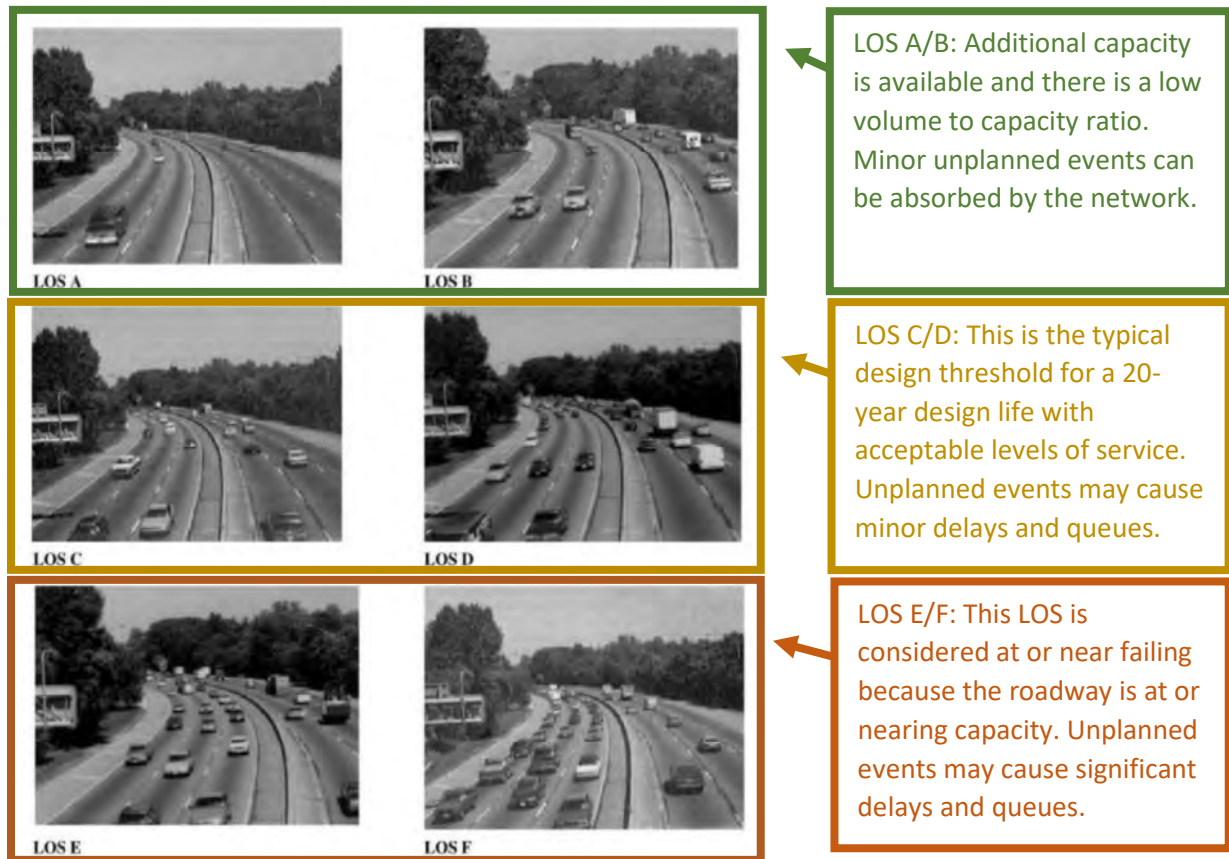 LOS A/B: Additional capacity
is available and there is a low
volume to capacity ratio.
Minor unplanned events can
be absorbed by the network.
LOS A
LOS B
LOS C/D: This is the typical
design threshold for a 20-
year design life with
acceptable levels of service.
Unplanned events may cause
minor delays and queues.
LOS C
LOS D
LOS E/F: This LOS is
considered at or near failing
because the roadway is at or
nearing capacity. Unplanned
events may cause significant
delays and queues.
LOS E
LOS F